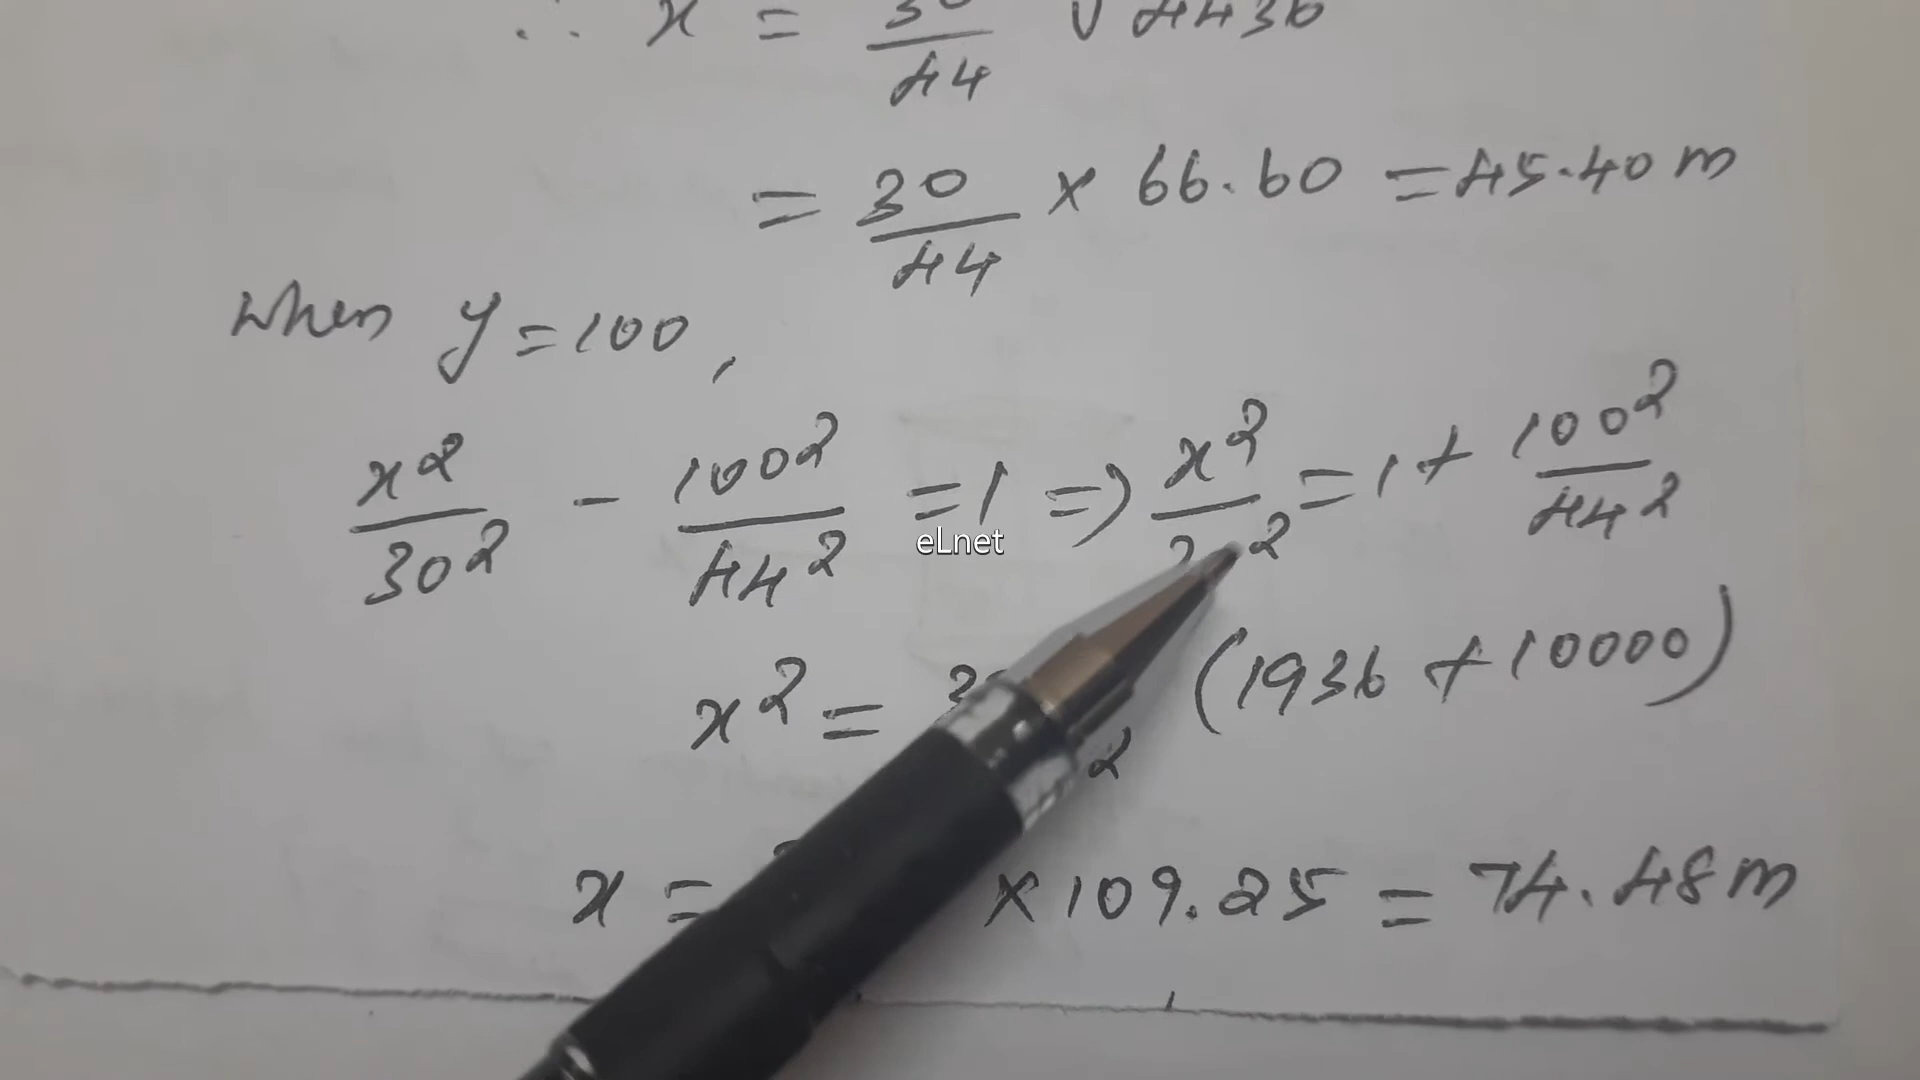 ∴ x = 30/44 √4436
= 30/44 × 66.60 = 45.40 m
when y = 100,
x²/30² - 100²/44² = 1 ⇒ x²/30² = 1 + 100²/44²
eLnet
x² = (1936 + 10000)
x = × 109.25 = 74.48 m